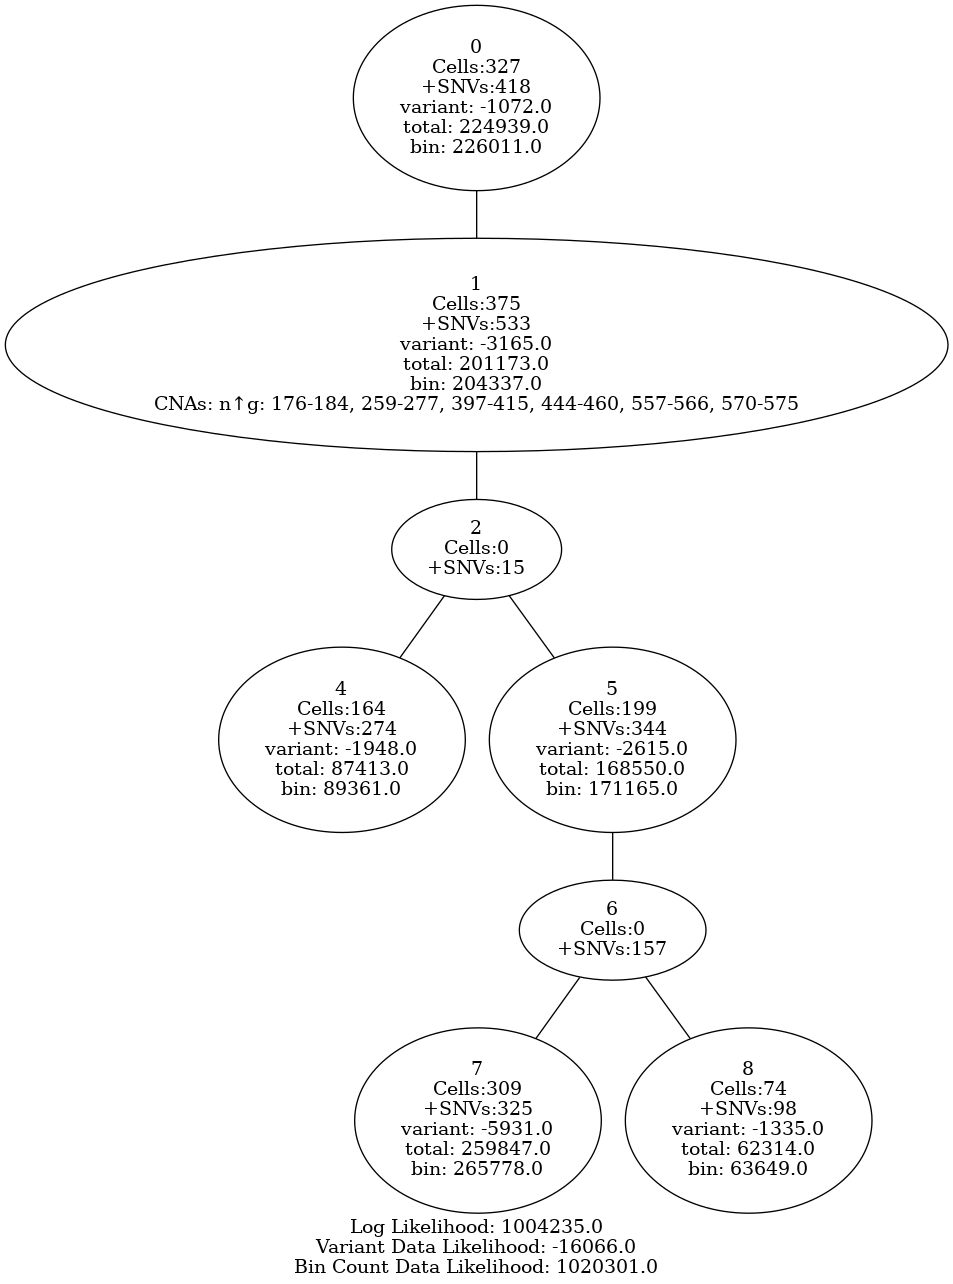 0
Cells:327
+SNVs:418
variant: -1072.0
total: 224939.0
bin: 226011.0
1
Cells:375
+SNVs:533
variant: -3165.0
total: 201173.0
bin: 204337.0
CNAs: n↑g: 176-184, 259-277, 397-415, 444-460, 557-566, 570-575
2
Cells:0
+SNVs:15
4
Cells:164
+SNVs:274
variant: -1948.0
total: 87413.0
bin: 89361.0
5
Cells:199
+SNVs:344
variant: -2615.0
total: 168550.0
bin: 171165.0
6
Cells:0
+SNVs:157
7
Cells:309
+SNVs:325
variant: -5931.0
total: 259847.0
bin: 265778.0
8
Cells:74
+SNVs:98
variant: -1335.0
total: 62314.0
bin: 63649.0
Log Likelihood: 1004235.0
Variant Data Likelihood: -16066.0
Bin Count Data Likelihood: 1020301.0